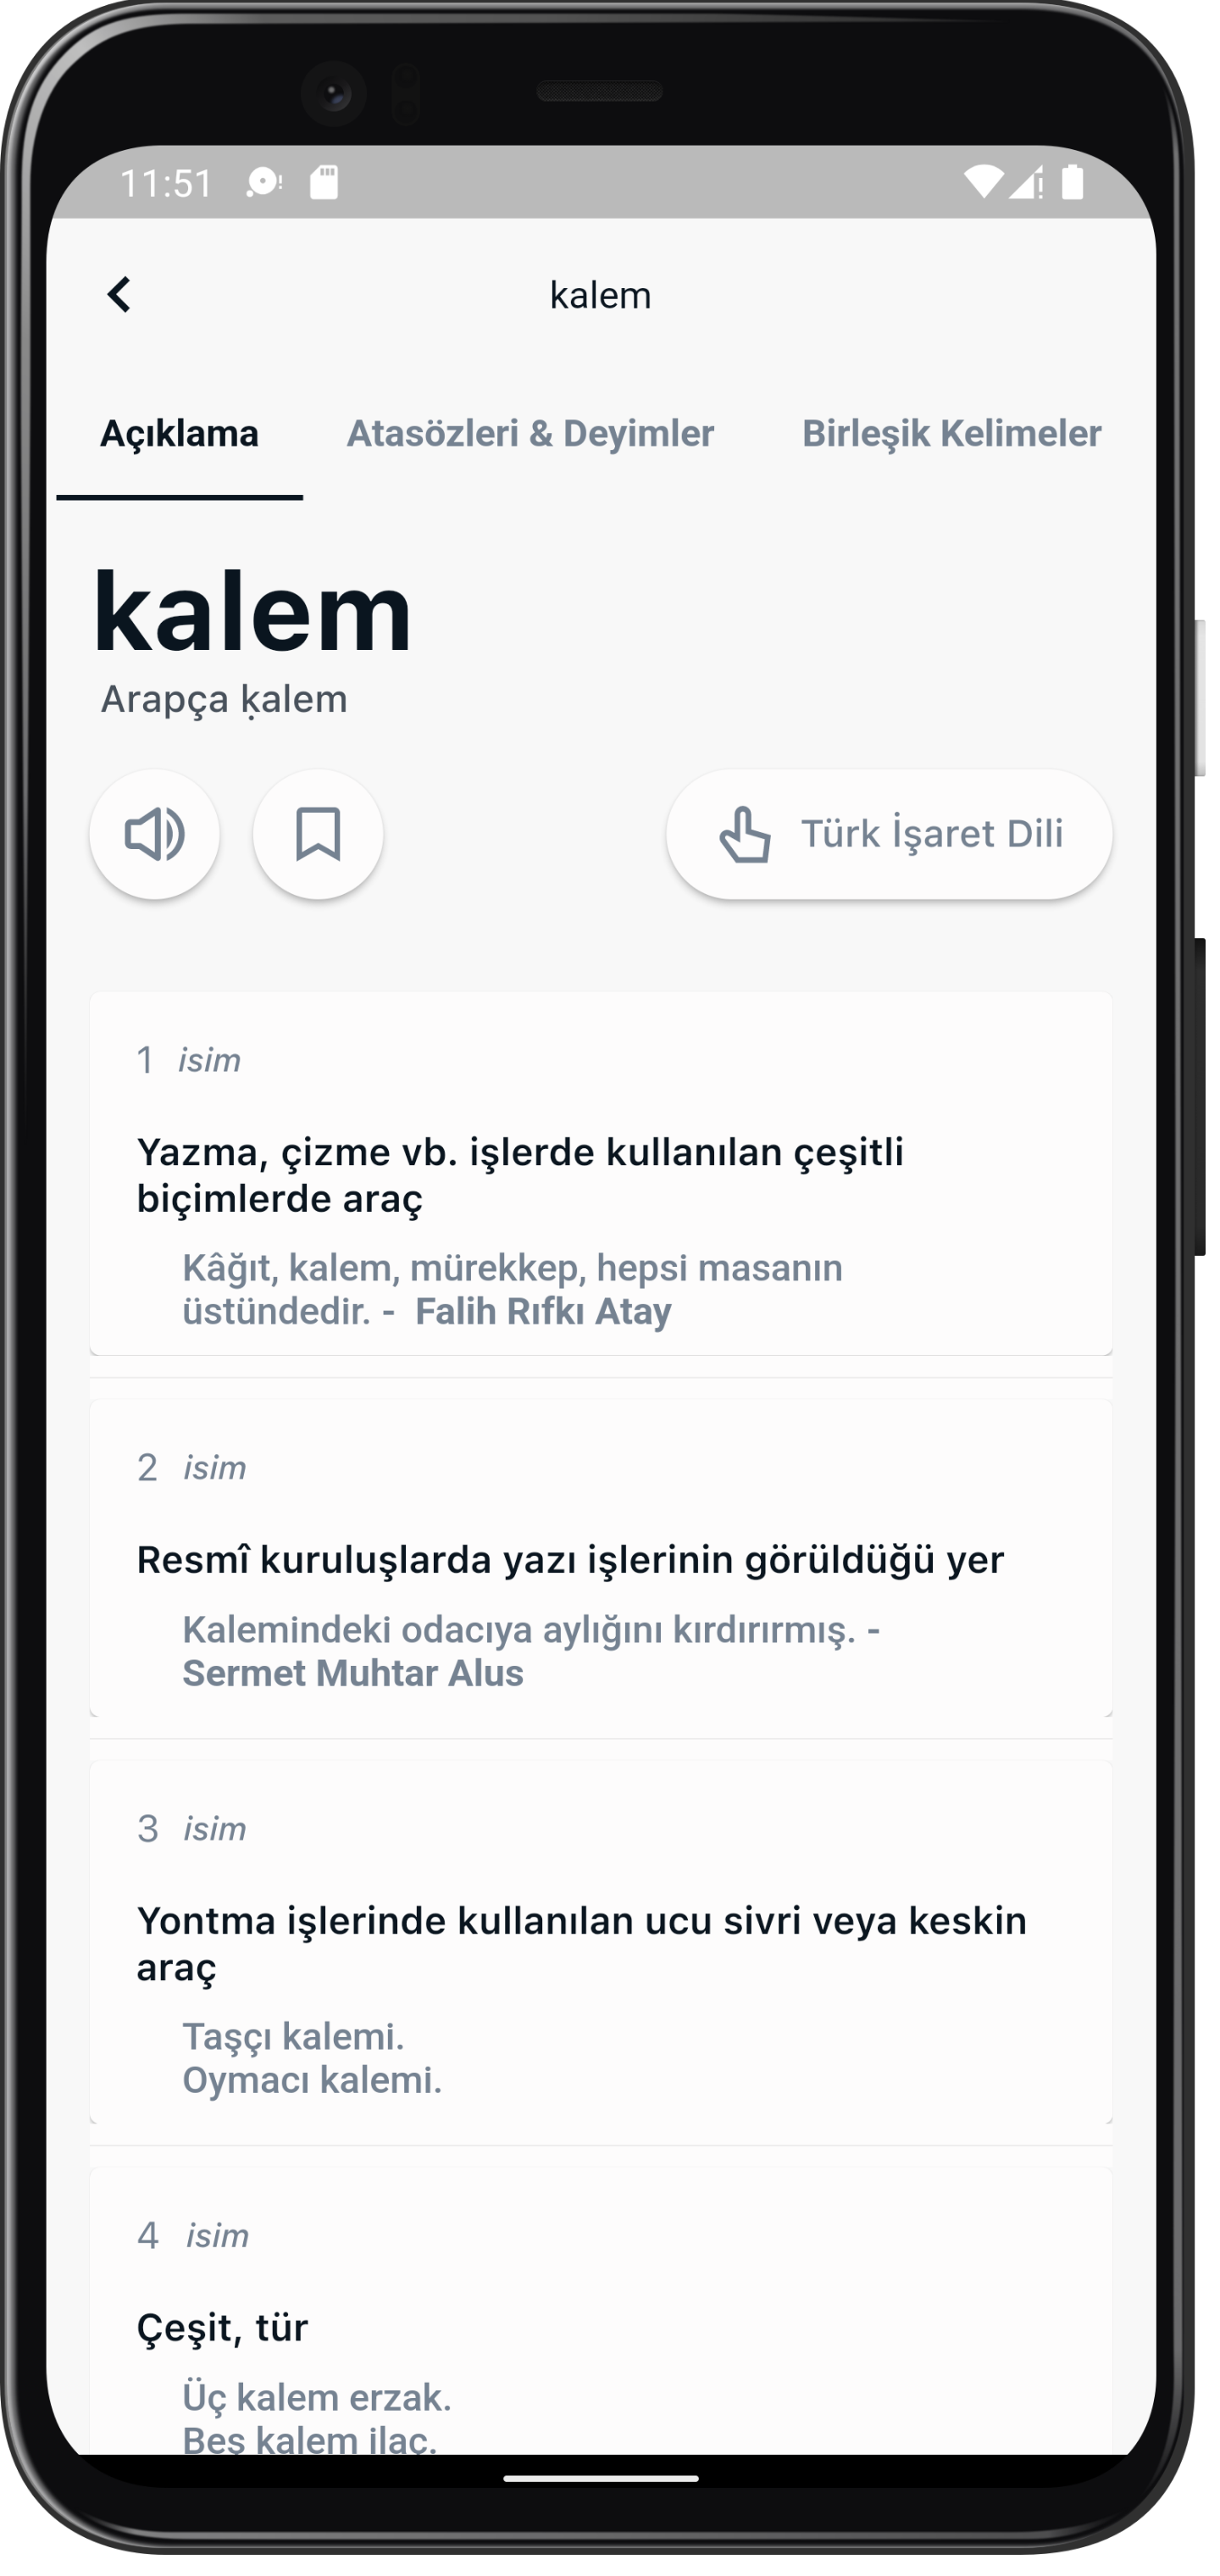 11:51
kalem
Açıklama Atasözleri & Deyimler Birleşik Kelimeler
kalem
Arapça ḳalem
Türk İşaret Dili
1 isim
Yazma, çizme vb. işlerde kullanılan çeşitli
biçimlerde araç
Kâğıt, kalem, mürekkep, hepsi masanın
üstündedir. - Falih Rıfkı Atay
2 isim
Resmî kuruluşlarda yazı işlerinin görüldüğü yer
Kalemindeki odacıya aylığını kırdırırmış. -
Sermet Muhtar Alus
3 isim
Yontma işlerinde kullanılan ucu sivri veya keskin
araç
Taşçı kalemi.
Oymacı kalemi.
4 isim
Çeşit, tür
Üç kalem erzak.
Beş kalem ilaç.